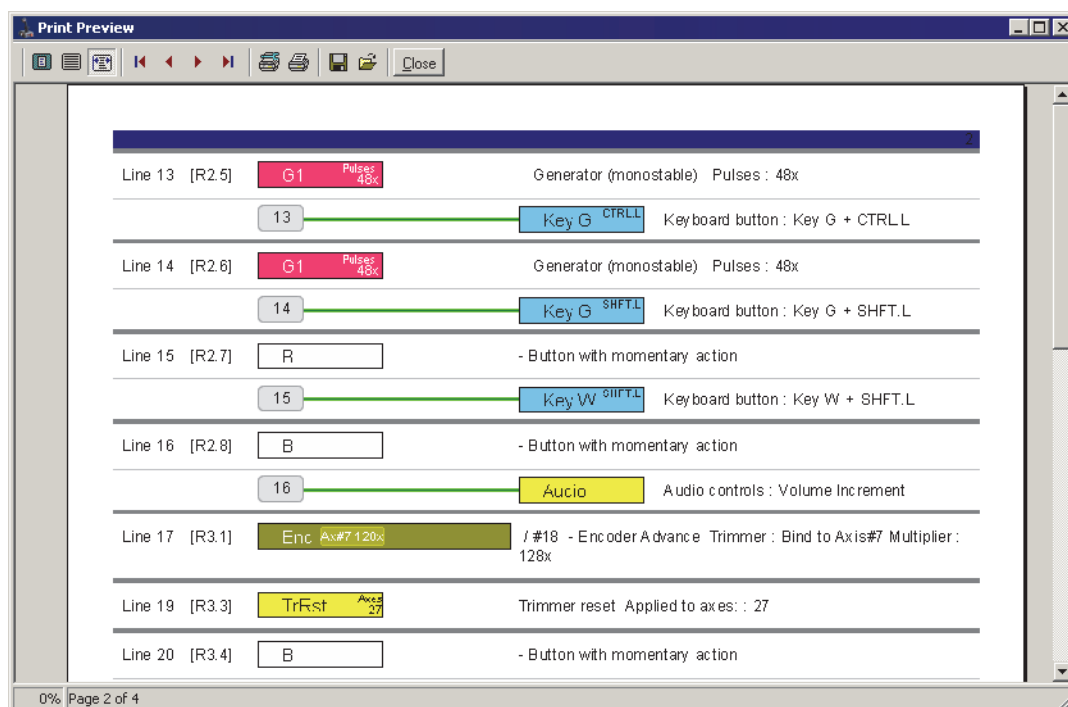 Print Preview
Close
2
Line 13 [R2.5] G1 Pulses 48x Generator (monostable) Pulses : 48x
13 Key G CTRL.L Keyboard button : Key G + CTRL.L
Line 14 [R2.6] G1 Pulses 48x Generator (monostable) Pulses : 48x
14 Key G SHFT.L Keyboard button : Key G + SHFT.L
Line 15 [R2.7] B - Button with momentary action
15 Key W SHFT.L Keyboard button : Key W + SHFT.L
Line 16 [R2.8] B - Button with momentary action
16 Audio Audio controls : Volume Increment
Line 17 [R3.1] Enc Ax#7 120x / #18 - Encoder Advance Trimmer : Bind to Axis#7 Multiplier :
128x
Line 19 [R3.3] TrRst Axes 27 Trimmer reset Applied to axes: : 27
Line 20 [R3.4] B - Button with momentary action
0% Page 2 of 4